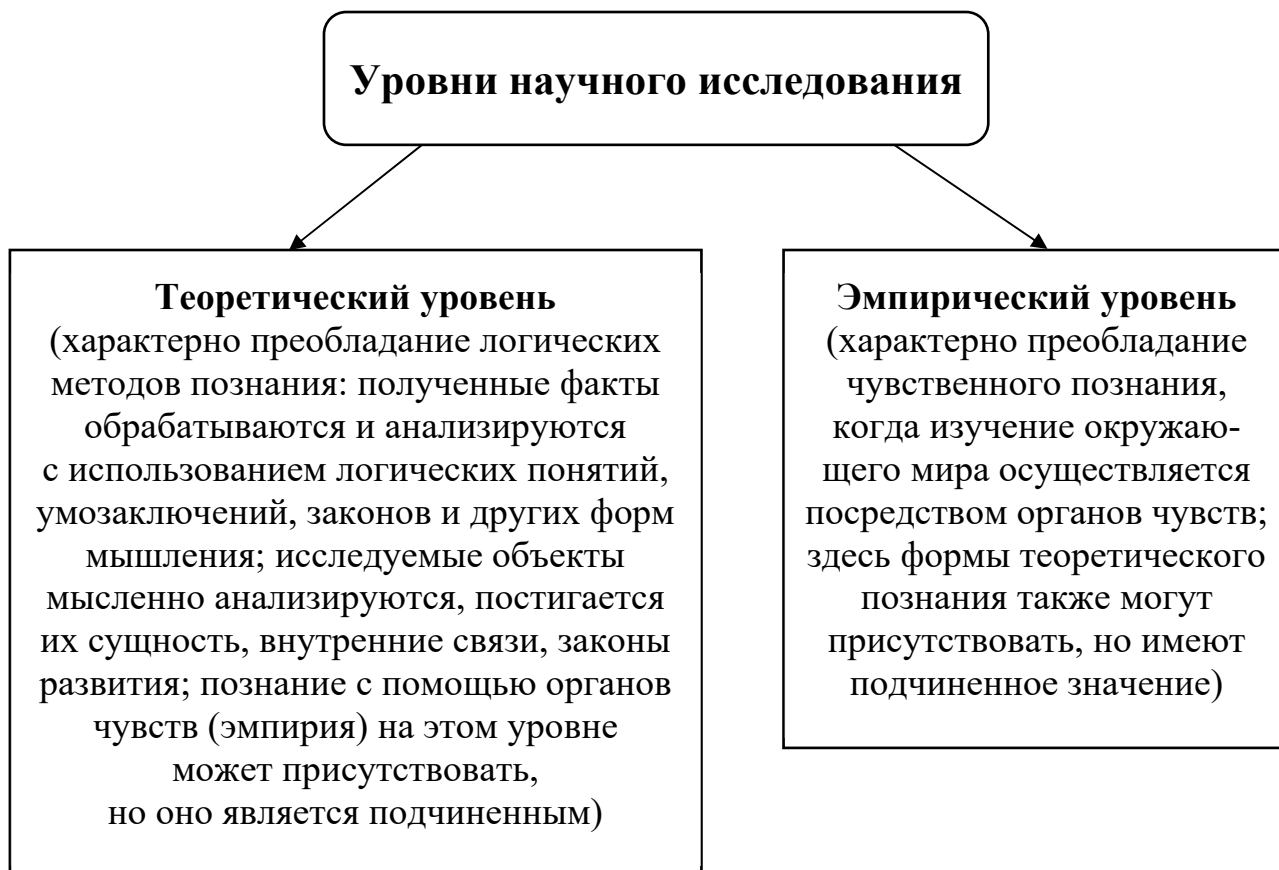 Уровни научного исследования
Теоретический уровень
(характерно преобладание логических
методов познания: полученные факты
обрабатываются и анализируются
с использованием логических понятий,
умозаключений, законов и других форм
мышления; исследуемые объекты
мысленно анализируются, постигается
их сущность, внутренние связи, законы
развития; познание с помощью органов
чувств (эмпирия) на этом уровне
может присутствовать,
но оно является подчиненным)
Эмпирический уровень
(характерно преобладание
чувственного познания,
когда изучение окружаю-
щего мира осуществляется
посредством органов чувств;
здесь формы теоретического
познания также могут
присутствовать, но имеют
подчиненное значение)